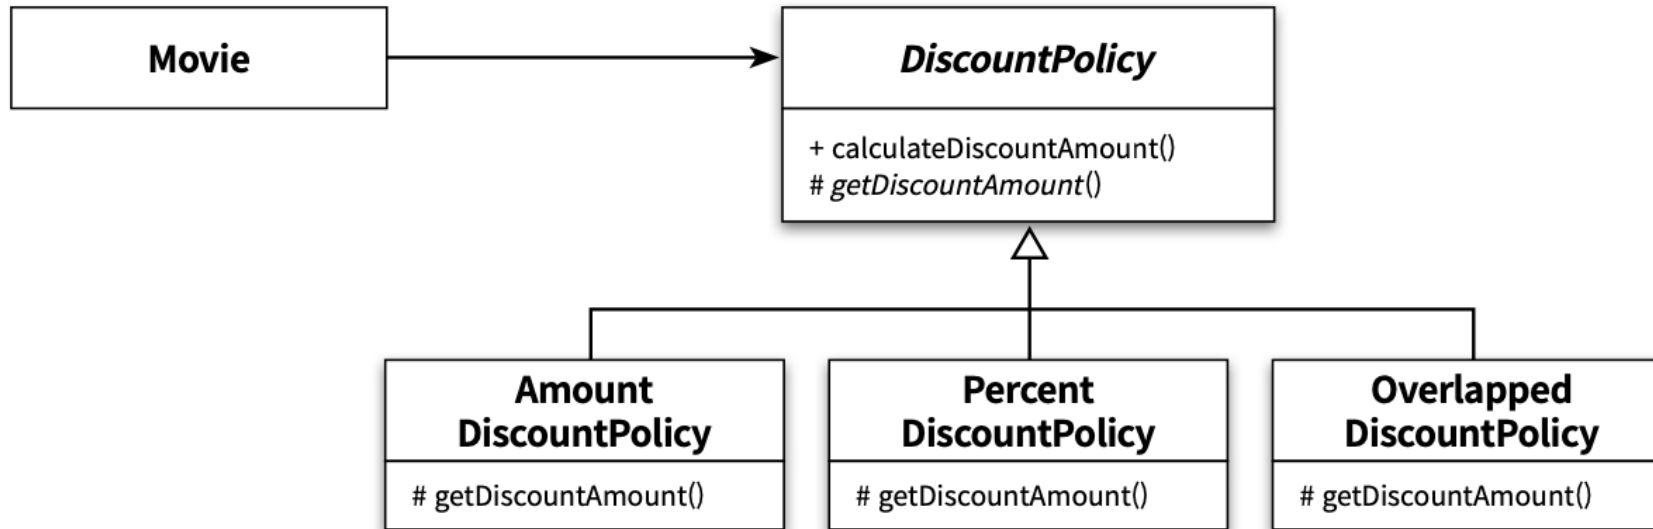 Movie
DiscountPolicy
+ calculateDiscountAmount()
# getDiscountAmount()
Amount
DiscountPolicy
# getDiscountAmount()
Percent
DiscountPolicy
# getDiscountAmount()
Overlapped
DiscountPolicy
# getDiscountAmount()